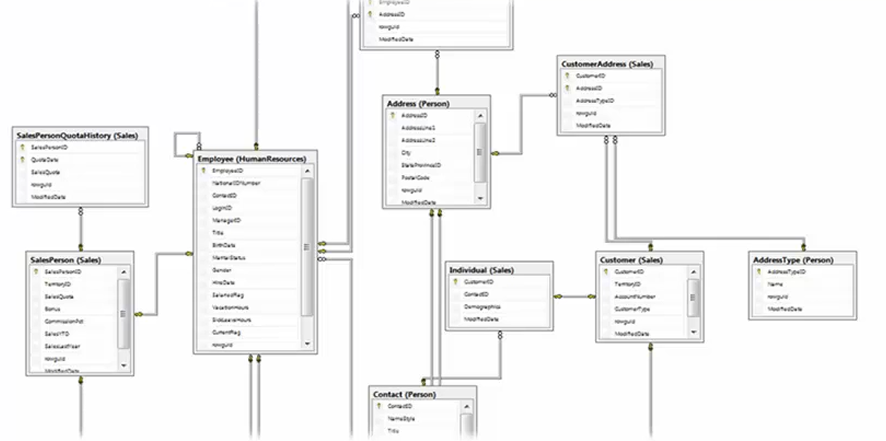 EmployeeID
AddressID
rowguid
ModifiedDate
CustomerAddress (Sales)
CustomerID
AddressID
AddressTypeID
rowguid
ModifiedDate
Address (Person)
AddressID
AddressLine1
AddressLine2
City
StateProvinceID
PostalCode
rowguid
ModifiedDate
SalesPersonQuotaHistory (Sales)
SalesPersonID
QuotaDate
SalesQuota
rowguid
ModifiedDate
Employee (HumanResources)
EmployeeID
NationalIDNumber
ContactID
LoginID
ManagerID
Title
BirthDate
MaritalStatus
Gender
HireDate
SalariedFlag
VacationHours
SickLeaveHours
CurrentFlag
rowguid
SalesPerson (Sales)
SalesPersonID
TerritoryID
SalesQuota
Bonus
CommissionPct
SalesYTD
SalesLastYear
rowguid
ModifiedDate
Individual (Sales)
CustomerID
ContactID
Demographics
ModifiedDate
Customer (Sales)
CustomerID
TerritoryID
AccountNumber
CustomerType
rowguid
ModifiedDate
AddressType (Person)
AddressTypeID
Name
rowguid
ModifiedDate
Contact (Person)
ContactID
NameStyle
Title